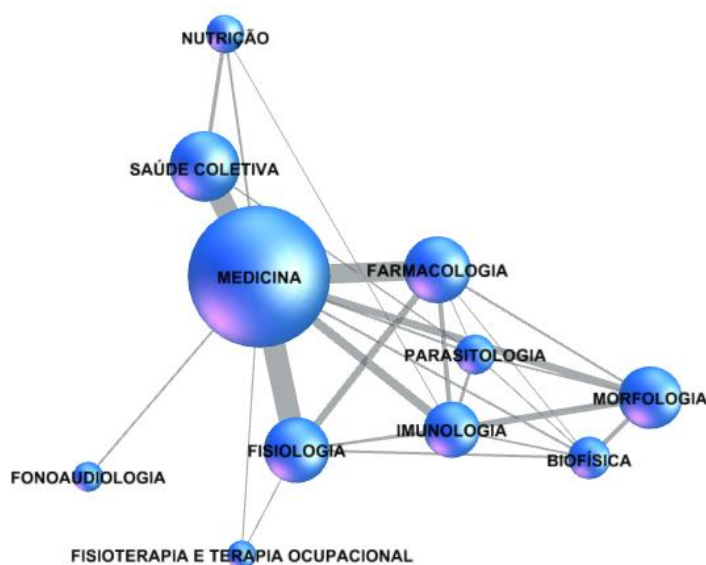 NUTRIÇÃO
SAÚDE COLETIVA
MEDICINA
FARMACOLOGIA
PARASITOLOGIA
MORFOLOGIA
IMUNOLOGIA
FISIOLOGIA
BIOFÍSICA
FONOAUDIOLOGIA
FISIOTERAPIA E TERAPIA OCUPACIONAL